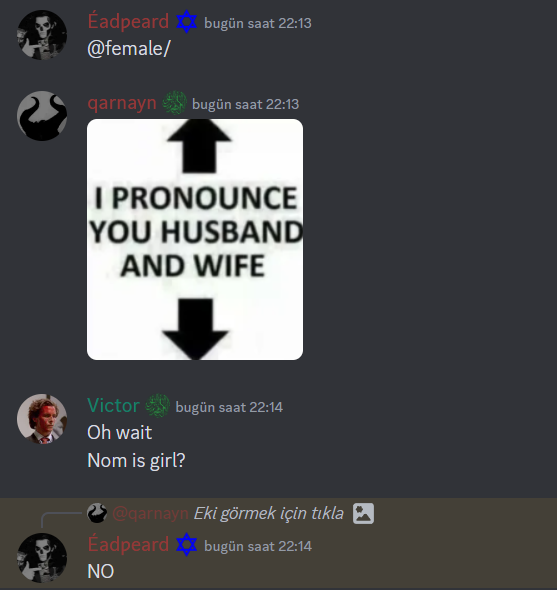 Éadpeard bugün saat 22:13
@female/
qarnayn bugün saat 22:13
I PRONOUNCE
YOU HUSBAND
AND WIFE
Victor bugün saat 22:14
Oh wait
Nom is girl?
@qarnayn Eki görmek için tıkla
Éadpeard bugün saat 22:14
NO